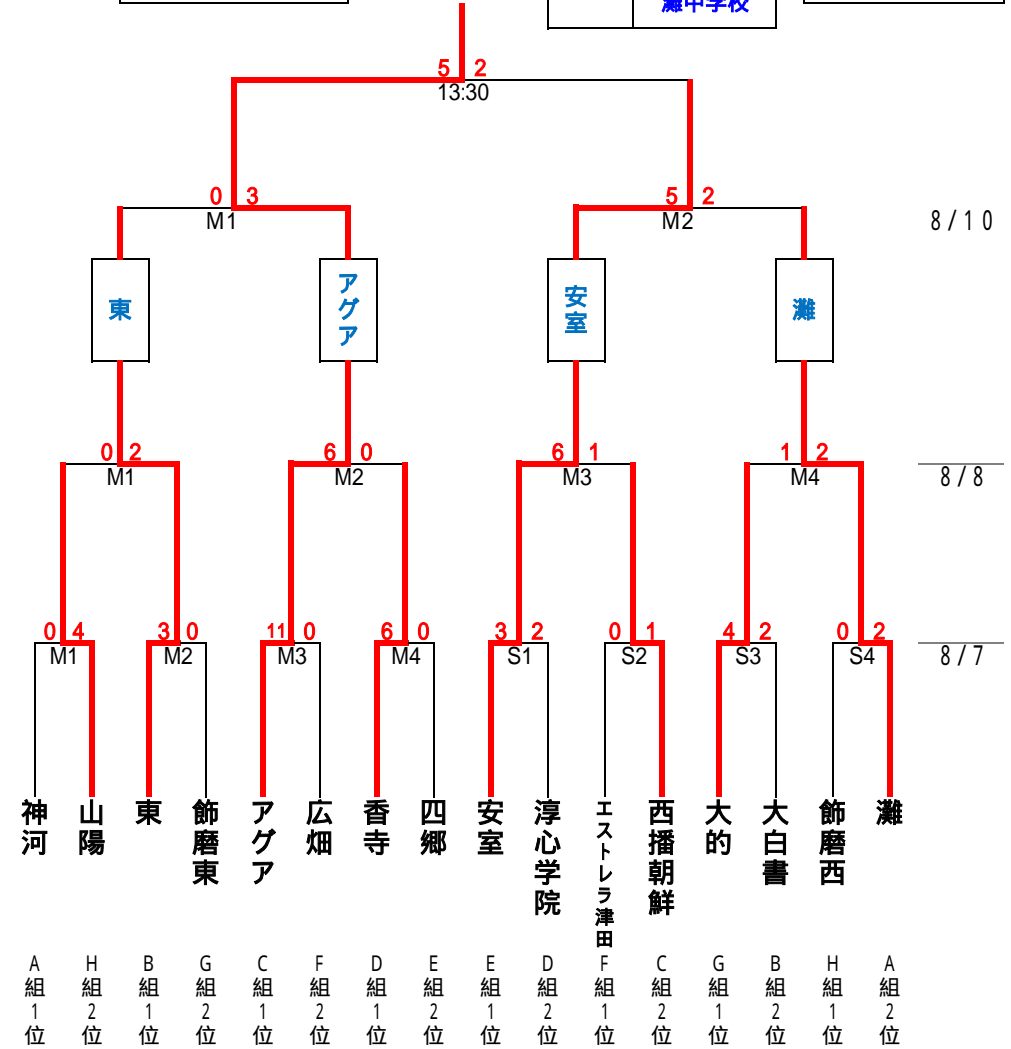 灘中学校
5 2
13:30
0 3
5 2
M1
M2
8/10
東
アグア
安室
灘
0 2
6 0
6 1
1 2
M1
M2
M3
M4
8/8
0 4
3 0
11 0
6 0
3 2
0 1
4 2
0 2
M1
M2
M3
M4
S1
S2
S3
S4
8/7
神河
山陽
東
飾磨東
アグア
広畑
香寺
四郷
安室
淳心学院
エストレラ津田
西播朝鮮
大的
大白書
飾磨西
灘
A組1位
H組2位
B組1位
G組2位
C組1位
F組2位
D組1位
E組2位
E組1位
D組2位
F組1位
C組2位
G組1位
B組2位
H組1位
A組2位